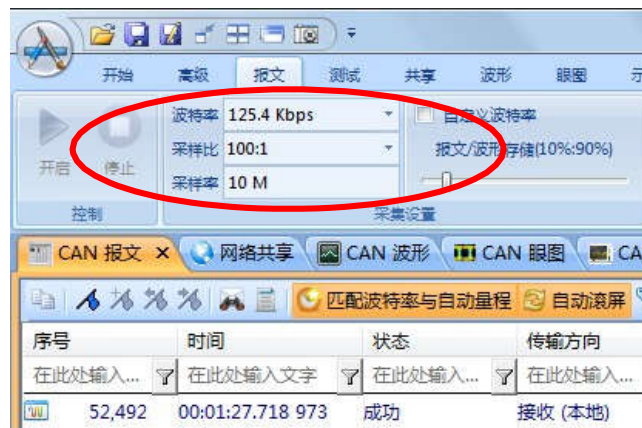 开始 高级 报文 测试 共享 波形 眼图
波特率 125.4 Kbps 自定义波特率
采样比 100:1 报文/波形存储(10%:90%)
开启 停止
采样率 10 M
控制 采集设置
CAN 报文 × 网络共享 CAN 波形 CAN 眼图 CA
匹配波特率与自动量程 自动滚屏
序号 时间 状态 传输方向
在此处输入... 在此处输入文字 在此处输入... 在此处输入...
52,492 00:01:27.718 973 成功 接收 (本地)